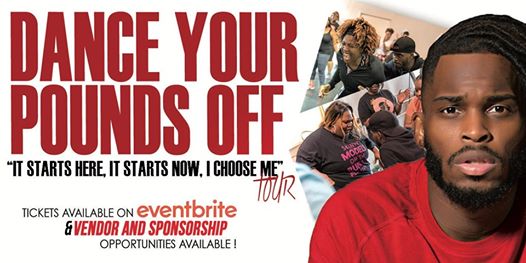 DANCE YOUR
POUNDS OFF
"IT STARTS HERE, IT STARTS NOW, I CHOOSE ME"
TOUR
TICKETS AVAILABLE ON eventbrite
& VENDOR AND SPONSORSHIP
OPPORTUNITIES AVAILABLE !